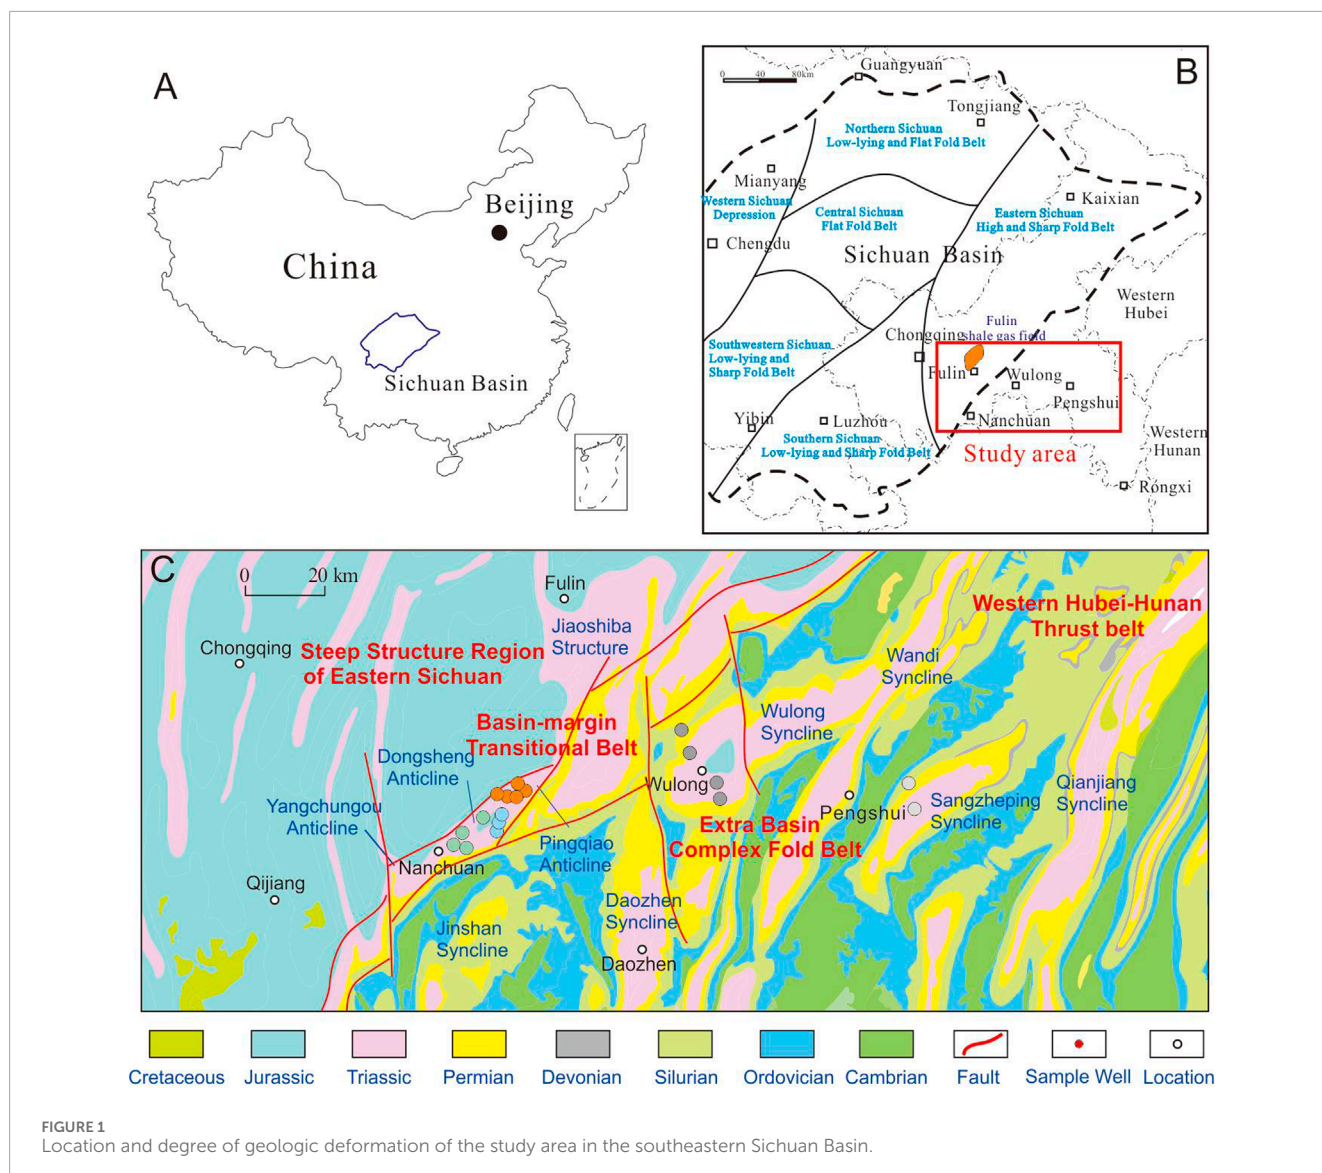 A
Beijing
China
Sichuan Basin
B
0 40 80km
Guangyuan
Tongjiang
Northern Sichuan
Low-lying and Flat Fold Belt
Mianyang
Western Sichuan
Depression
Central Sichuan
Flat Fold Belt
Kaixian
Eastern Sichuan
High and Sharp Fold Belt
Chengdu
Sichuan Basin
Western
Hubei
Fulin
shale gas field
Chongqing
Southwestern Sichuan
Low-lying and
Sharp Fold Belt
Fulin
Wulong
Pengshui
Yibin
Luzhou
Nanchuan
Southern Sichuan
Low-lying and Sharp Fold Belt
Study area
Western
Hunan
Rongxi
C
0 20 km
Fulin
Western Hubei-Hunan
Thrust belt
Chongqing
Steep Structure Region
of Eastern Sichuan
Jiaoshiba
Structure
Wandi
Syncline
Basin-margin
Transitional Belt
Wulong
Syncline
Dongsheng
Anticline
Wulong
Yangchungou
Anticline
Pengshui
Sangzheping
Syncline
Qianjiang
Syncline
Extra Basin
Complex Fold Belt
Pingqiao
Anticline
Nanchuan
Qijiang
Daozhen
Syncline
Jinshan
Syncline
Daozhen
Cretaceous
Jurassic
Triassic
Permian
Devonian
Silurian
Ordovician
Cambrian
Fault
Sample Well
Location
FIGURE 1
Location and degree of geologic deformation of the study area in the southeastern Sichuan Basin.